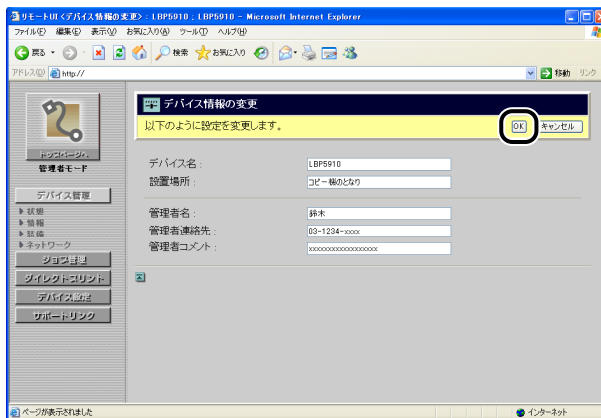 リモートUI <デバイス情報の変更> : LBP5910 ; LBP5910 - Microsoft Internet Explorer
ファイル(F) 編集(E) 表示(V) お気に入り(A) ツール(T) ヘルプ(H)
戻る 検索 お気に入り
アドレス(D) http:// 移動 リンク
デバイス情報の変更
以下のように設定を変更します。 OK キャンセル
トップページへ
管理者モード
デバイス管理
状態
情報
ネットワーク
ジョブ管理
ダイレクトプリント
デバイス設定
サポートリンク
デバイス名 : LBP5910
設置場所 : コピー機のとなり
管理者名 : 鈴木
管理者連絡先 : 03-1234-xxxx
管理者コメント : xxxxxxxxxxxxxxxx
ページが表示されました インターネット